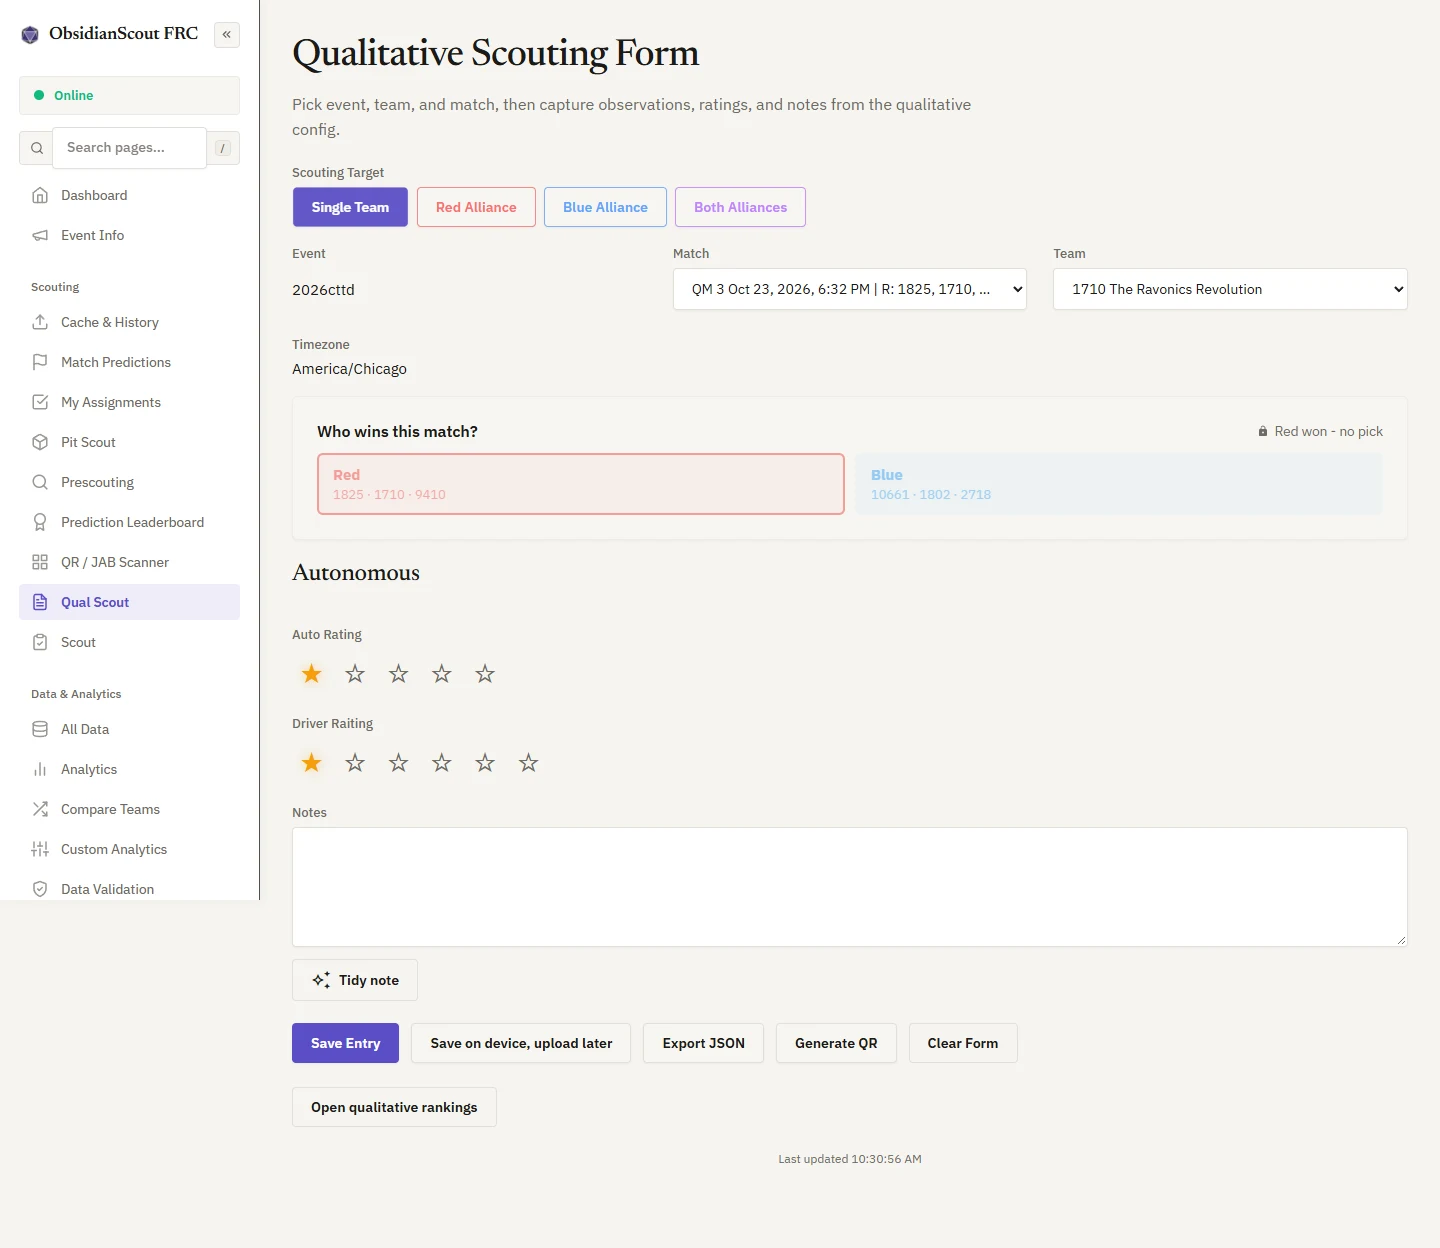 ObsidianScout FRC
«
Online
Search pages...
/
Dashboard
Event Info
Scouting
Cache & History
Match Predictions
My Assignments
Pit Scout
Prescouting
Prediction Leaderboard
QR / JAB Scanner
Qual Scout
Scout
Data & Analytics
All Data
Analytics
Compare Teams
Custom Analytics
Data Validation
Qualitative Scouting Form
Pick event, team, and match, then capture observations, ratings, and notes from the qualitative
config.
Scouting Target
Single Team
Red Alliance
Blue Alliance
Both Alliances
Event
Match
Team
2026cttd
QM 3 Oct 23, 2026, 6:32 PM | R: 1825, 1710, ...
1710 The Ravonics Revolution
Timezone
America/Chicago
Who wins this match?
Red won - no pick
Red
1825 · 1710 · 9410
Blue
10661 · 1802 · 2718
Autonomous
Auto Rating
Driver Raiting
Notes
Tidy note
Save Entry
Save on device, upload later
Export JSON
Generate QR
Clear Form
Open qualitative rankings
Last updated 10:30:56 AM